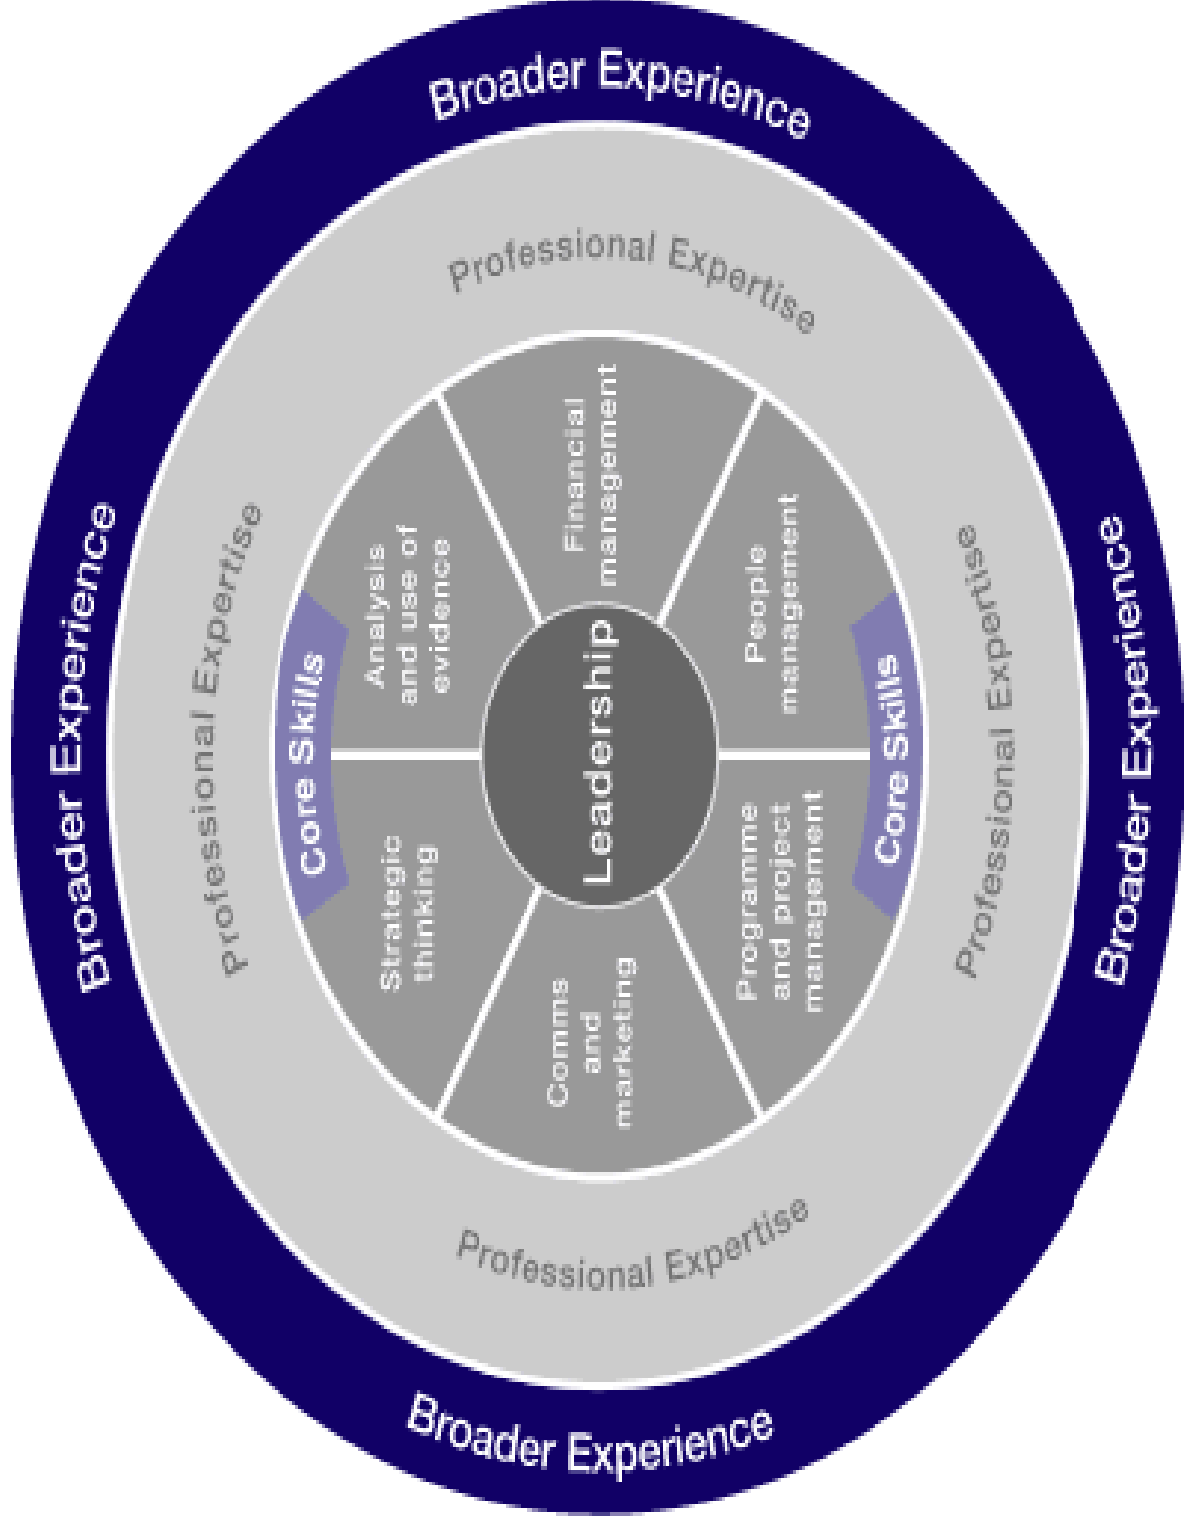 Broader Experience
Professional Expertise
Broader Experience
Professional Expertise
Core Skills
Analysis
and use of
evidence
Financial
management
People
management
Leadership
Strategic
thinking
Comms
and
marketing
Programme
and project
management
Core Skills
Professional Expertise
Broader Experience
Professional Expertise
Broader Experience